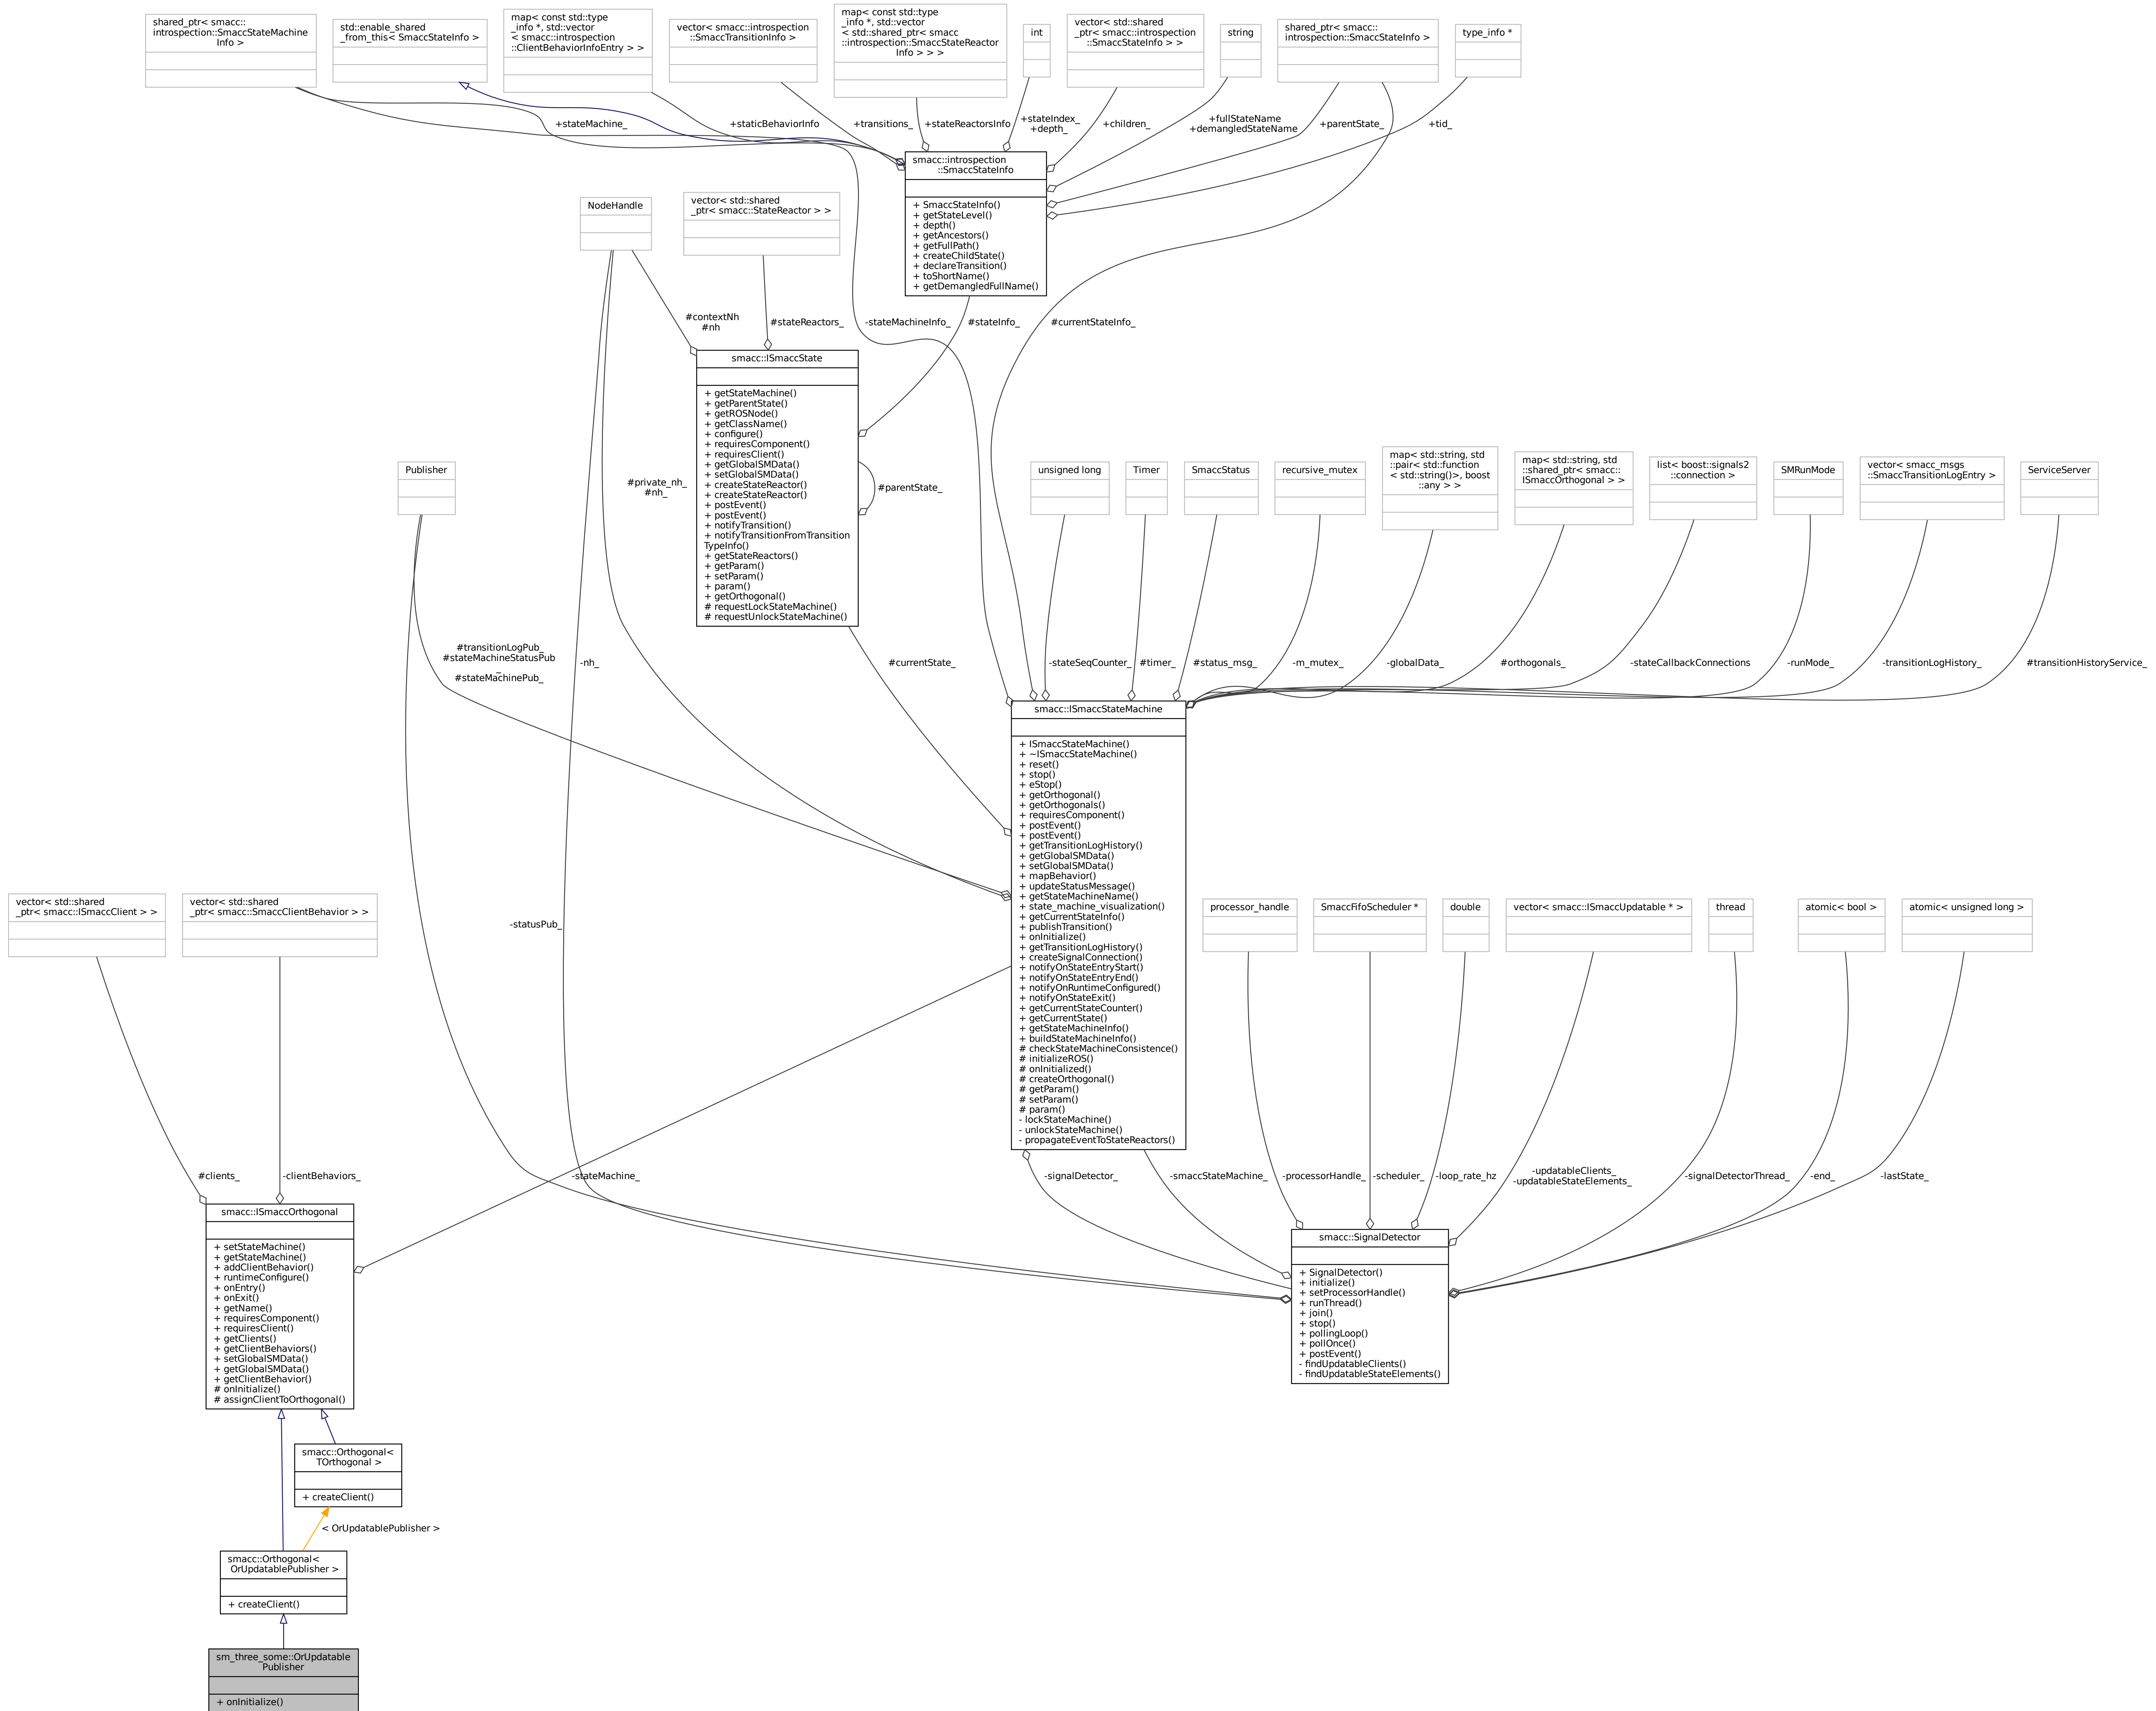 shared_ptr< smacc::
introspection::SmaccStateMachine
Info >
std::enable_shared
_from_this< SmaccStateInfo >
map< const std::type
_info *, std::vector
< smacc::introspection
::ClientBehaviorInfoEntry > >
vector< smacc::introspection
::SmaccTransitionInfo >
map< const std::type
_info *, std::vector
< std::shared_ptr< smacc
::introspection::SmaccStateReactor
Info > > >
int
vector< std::shared
_ptr< smacc::introspection
::SmaccStateInfo > >
string
shared_ptr< smacc::
introspection::SmaccStateInfo >
type_info *
+stateMachine_
+staticBehaviorInfo
+transitions_
+stateReactorsInfo
+stateIndex_
+depth_
+children_
+fullStateName
+demangledStateName
+parentState_
+tid_
smacc::introspection
::SmaccStateInfo
+ SmaccStateInfo()
+ getStateLevel()
+ depth()
+ getAncestors()
+ getFullPath()
+ createChildState()
+ declareTransition()
+ toShortName()
+ getDemangledFullName()
NodeHandle
vector< std::shared
_ptr< smacc::StateReactor > >
#contextNh
#nh
#stateReactors_
-stateMachineInfo_
#stateInfo_
#currentStateInfo_
smacc::ISmaccState
+ getStateMachine()
+ getParentState()
+ getROSNode()
+ getClassName()
+ configure()
+ requiresComponent()
+ requiresClient()
+ getGlobalSMData()
+ setGlobalSMData()
+ createStateReactor()
+ createStateReactor()
+ postEvent()
+ postEvent()
+ notifyTransition()
+ notifyTransitionFromTransition
TypeInfo()
+ getStateReactors()
+ getParam()
+ setParam()
+ param()
+ getOrthogonal()
# requestLockStateMachine()
# requestUnlockStateMachine()
#parentState_
#private_nh_
#nh_
Publisher
unsigned long
Timer
SmaccStatus
recursive_mutex
map< std::string, std
::pair< std::function
< std::string()>, boost
::any > >
map< std::string, std
::shared_ptr< smacc::
ISmaccOrthogonal > >
list< boost::signals2
::connection >
SMRunMode
vector< smacc_msgs
::SmaccTransitionLogEntry >
ServiceServer
#transitionLogPub_
#stateMachineStatusPub
_
#stateMachinePub_
-nh_
#currentState_
-stateSeqCounter_
#timer_
#status_msg_
-m_mutex_
-globalData_
#orthogonals_
-stateCallbackConnections
-runMode_
-transitionLogHistory_
#transitionHistoryService_
smacc::ISmaccStateMachine
+ ISmaccStateMachine()
+ ~ISmaccStateMachine()
+ reset()
+ stop()
+ eStop()
+ getOrthogonal()
+ getOrthogonals()
+ requiresComponent()
+ postEvent()
+ postEvent()
+ getTransitionLogHistory()
+ getGlobalSMData()
+ setGlobalSMData()
+ mapBehavior()
+ updateStatusMessage()
+ getStateMachineName()
+ state_machine_visualization()
+ getCurrentStateInfo()
+ publishTransition()
+ onInitialize()
+ getTransitionLogHistory()
+ createSignalConnection()
+ notifyOnStateEntryStart()
+ notifyOnStateEntryEnd()
+ notifyOnRuntimeConfigured()
+ notifyOnStateExit()
+ getCurrentStateCounter()
+ getCurrentState()
+ getStateMachineInfo()
+ buildStateMachineInfo()
# checkStateMachineConsistence()
# initializeROS()
# onInitialized()
# createOrthogonal()
# getParam()
# setParam()
# param()
- lockStateMachine()
- unlockStateMachine()
- propagateEventToStateReactors()
vector< std::shared
_ptr< smacc::ISmaccClient > >
vector< std::shared
_ptr< smacc::SmaccClientBehavior > >
-statusPub_
processor_handle
SmaccFifoScheduler *
double
vector< smacc::ISmaccUpdatable * >
thread
atomic< bool >
atomic< unsigned long >
#clients_
-clientBehaviors_
-stateMachine_
-signalDetector_
-smaccStateMachine_
-processorHandle_
-scheduler_
-loop_rate_hz
-updatableClients_
-updatableStateElements_
-signalDetectorThread_
-end_
-lastState_
smacc::ISmaccOrthogonal
+ setStateMachine()
+ getStateMachine()
+ addClientBehavior()
+ runtimeConfigure()
+ onEntry()
+ onExit()
+ getName()
+ requiresComponent()
+ requiresClient()
+ getClients()
+ getClientBehaviors()
+ setGlobalSMData()
+ getGlobalSMData()
+ getClientBehavior()
# onInitialize()
# assignClientToOrthogonal()
smacc::SignalDetector
+ SignalDetector()
+ initialize()
+ setProcessorHandle()
+ runThread()
+ join()
+ stop()
+ pollingLoop()
+ pollOnce()
+ postEvent()
- findUpdatableClients()
- findUpdatableStateElements()
smacc::Orthogonal<
TOrthogonal >
+ createClient()
< OrUpdatablePublisher >
smacc::Orthogonal<
OrUpdatablePublisher >
+ createClient()
sm_three_some::OrUpdatable
Publisher
+ onInitialize()